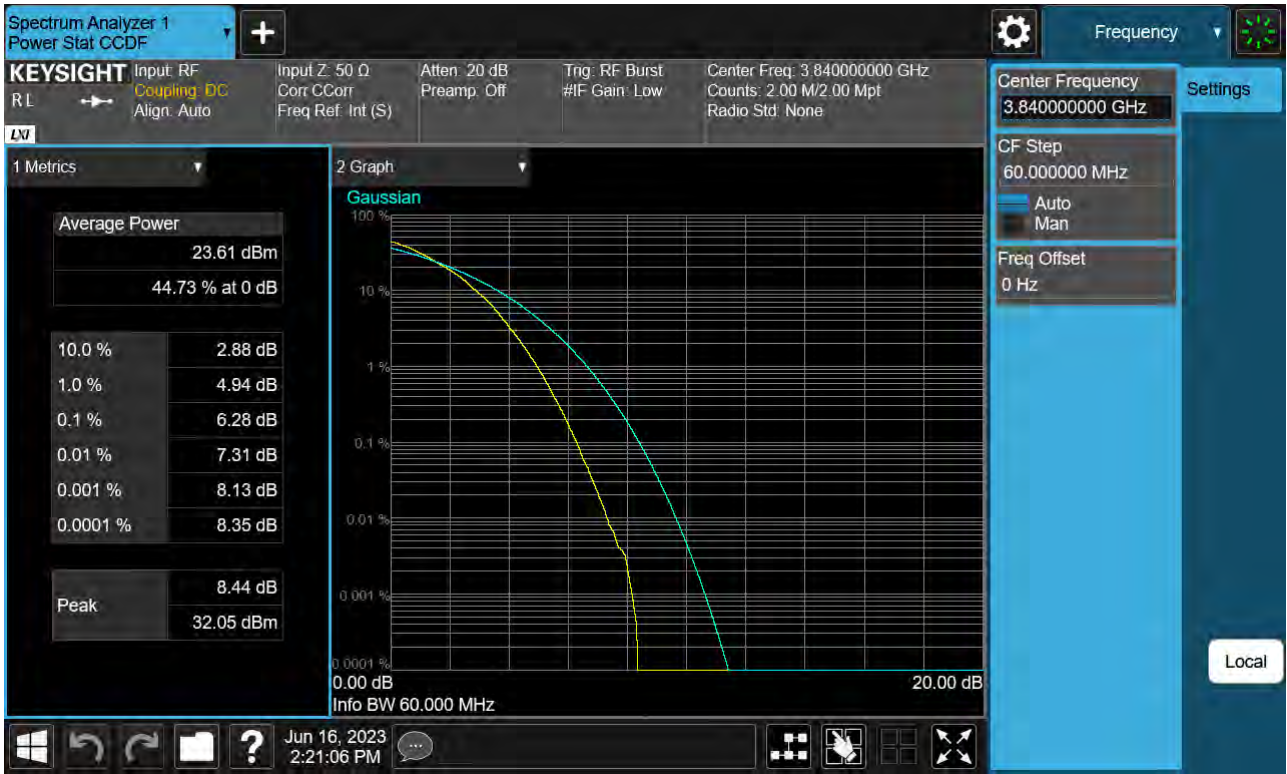 Spectrum Analyzer 1
Power Stat CCDF
+
Frequency
KEYSIGHT
Input: RF
Coupling: DC
Align: Auto
Input Z: 50 Ω
Corr CCorr
Freq Ref: Int (S)
Atten: 20 dB
Preamp: Off
Trig: RF Burst
#IF Gain: Low
Center Freq: 3.840000000 GHz
Counts: 2.00 M/2.00 Mpt
Radio Std: None
RL
LXI
Center Frequency
3.840000000 GHz
Settings
CF Step
60.000000 MHz
Auto
Man
Freq Offset
0 Hz
Local
1 Metrics
Average Power
23.61 dBm
44.73 % at 0 dB
10.0 % 2.88 dB
1.0 % 4.94 dB
0.1 % 6.28 dB
0.01 % 7.31 dB
0.001 % 8.13 dB
0.0001 % 8.35 dB
Peak
8.44 dB
32.05 dBm
2 Graph
Gaussian
100 %
10 %
1 %
0.1 %
0.01 %
0.001 %
0.0001 %
0.00 dB 20.00 dB
Info BW 60.000 MHz
?
Jun 16, 2023
2:21:06 PM